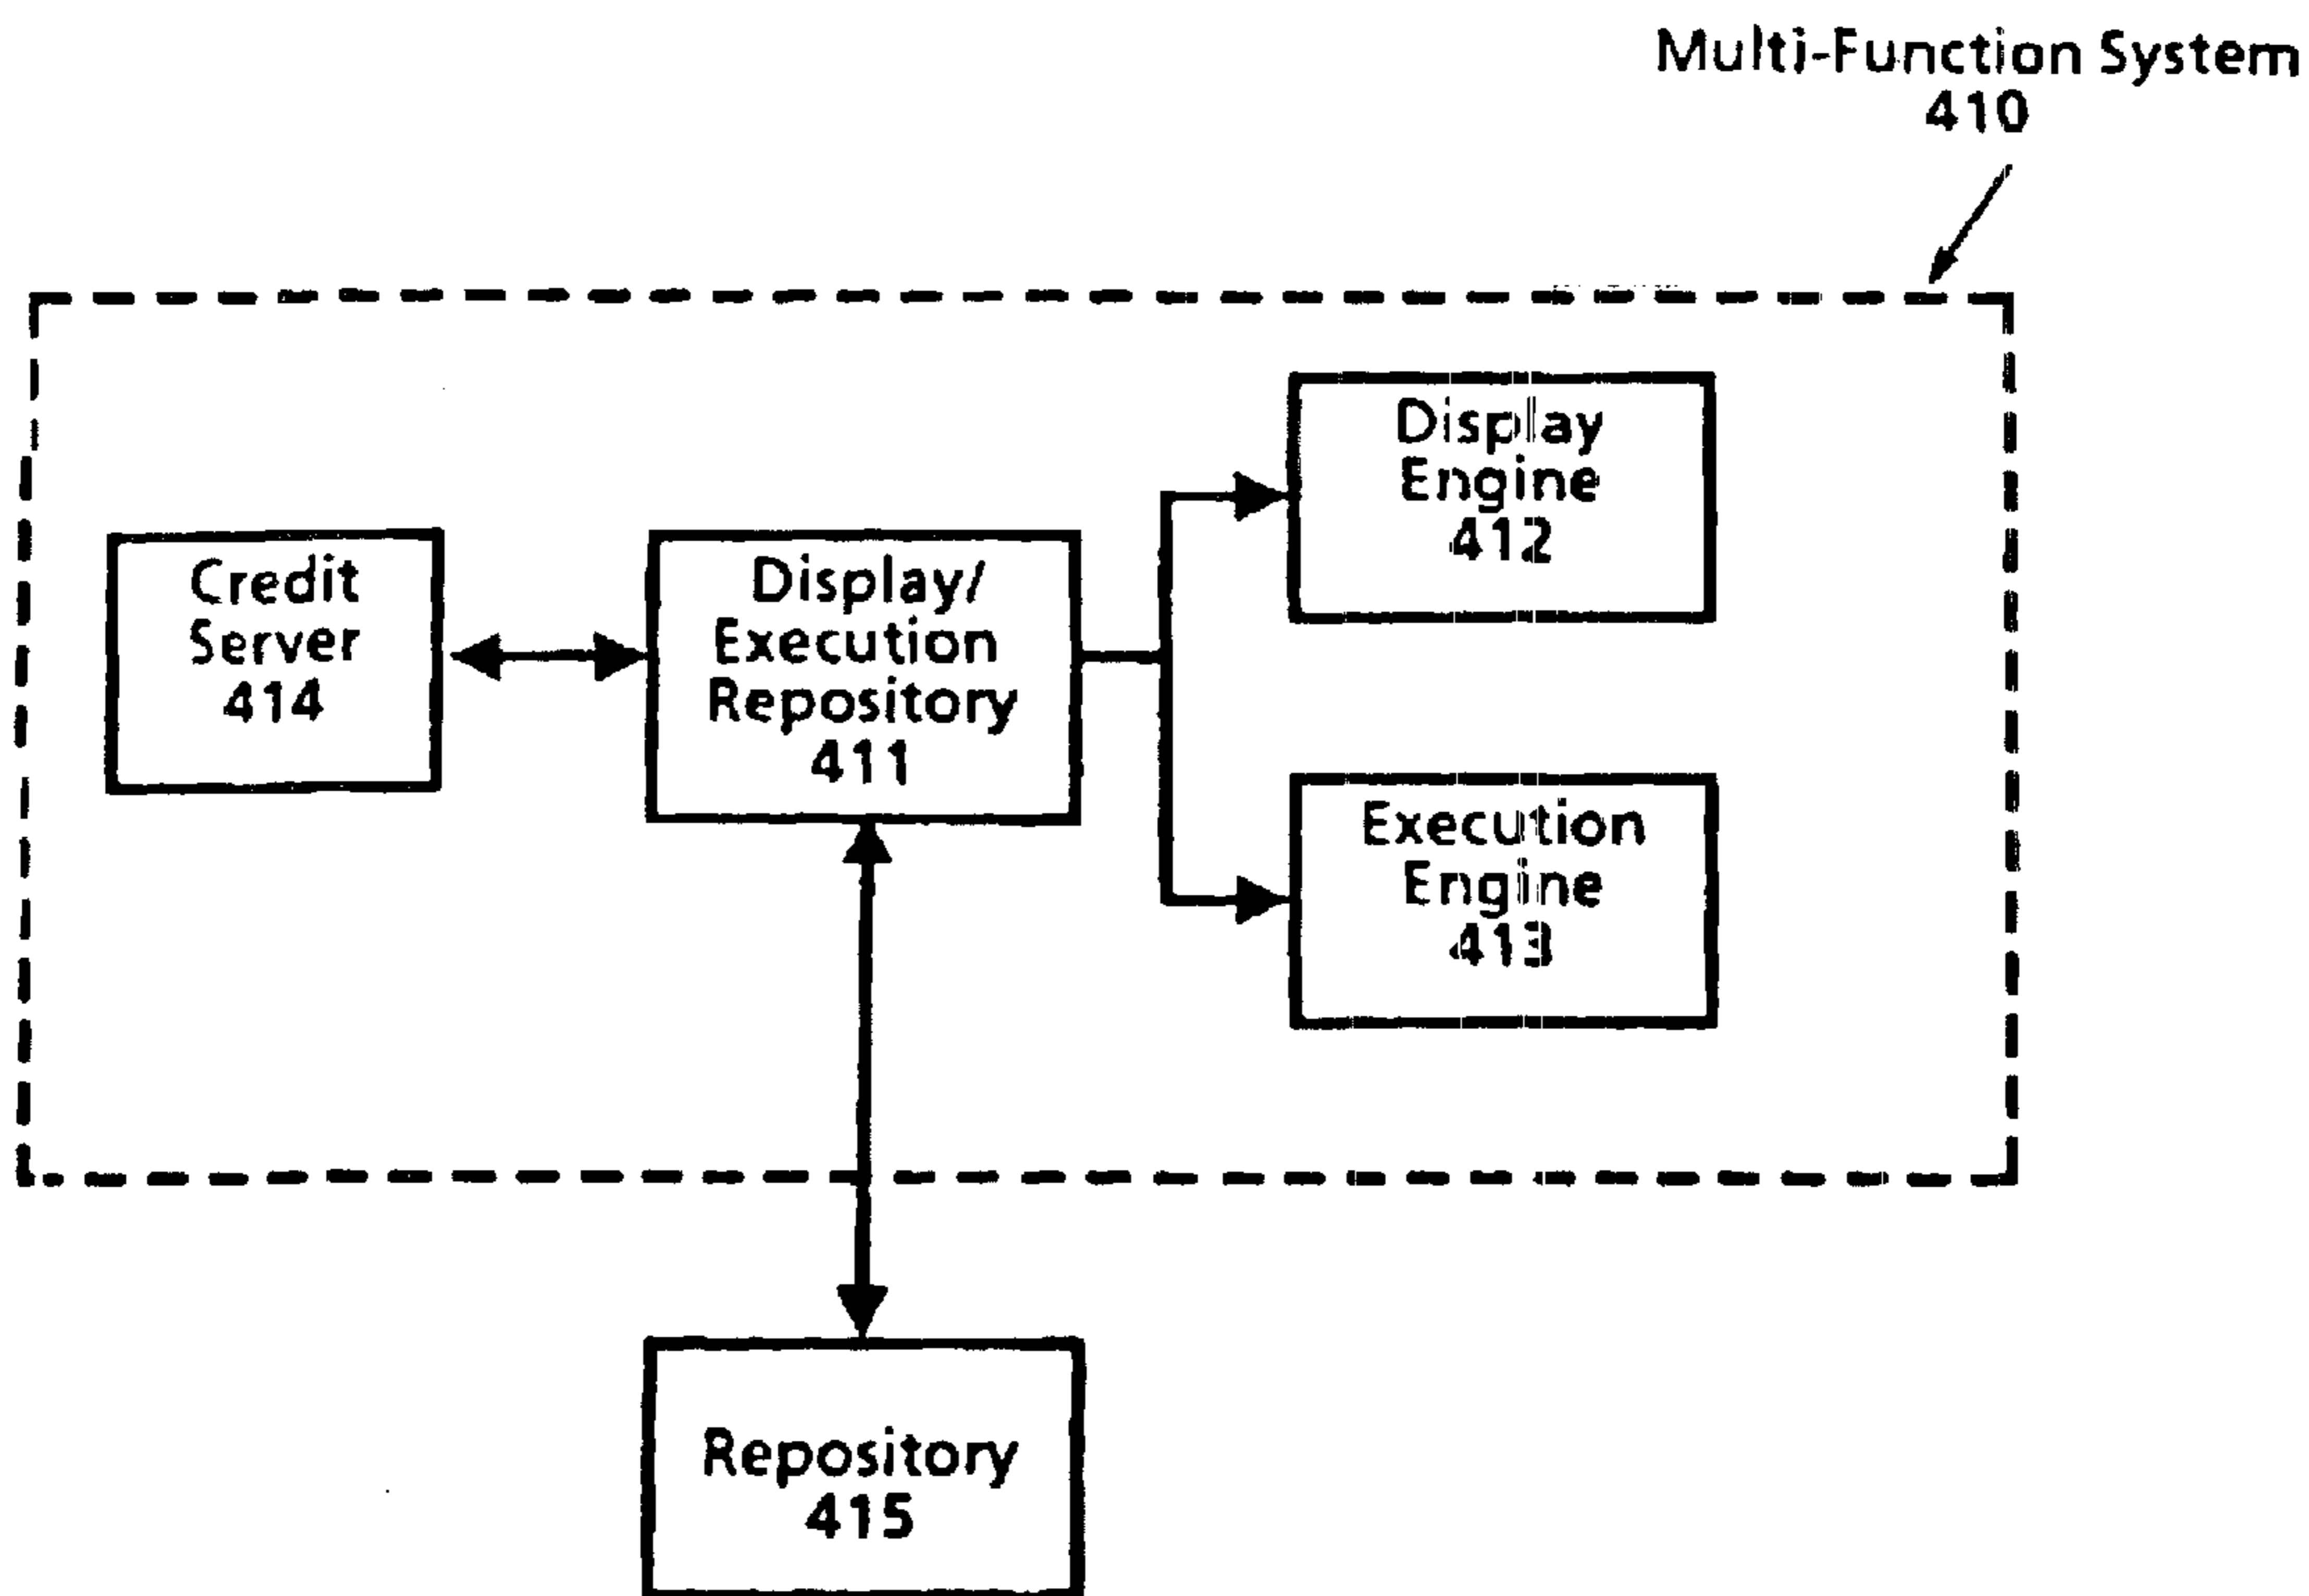 Multi-Function System
410
Display
Engine
412
Credit
Server
414
Display/
Execution
Repository
411
Execution
Engine
413
Repository
415